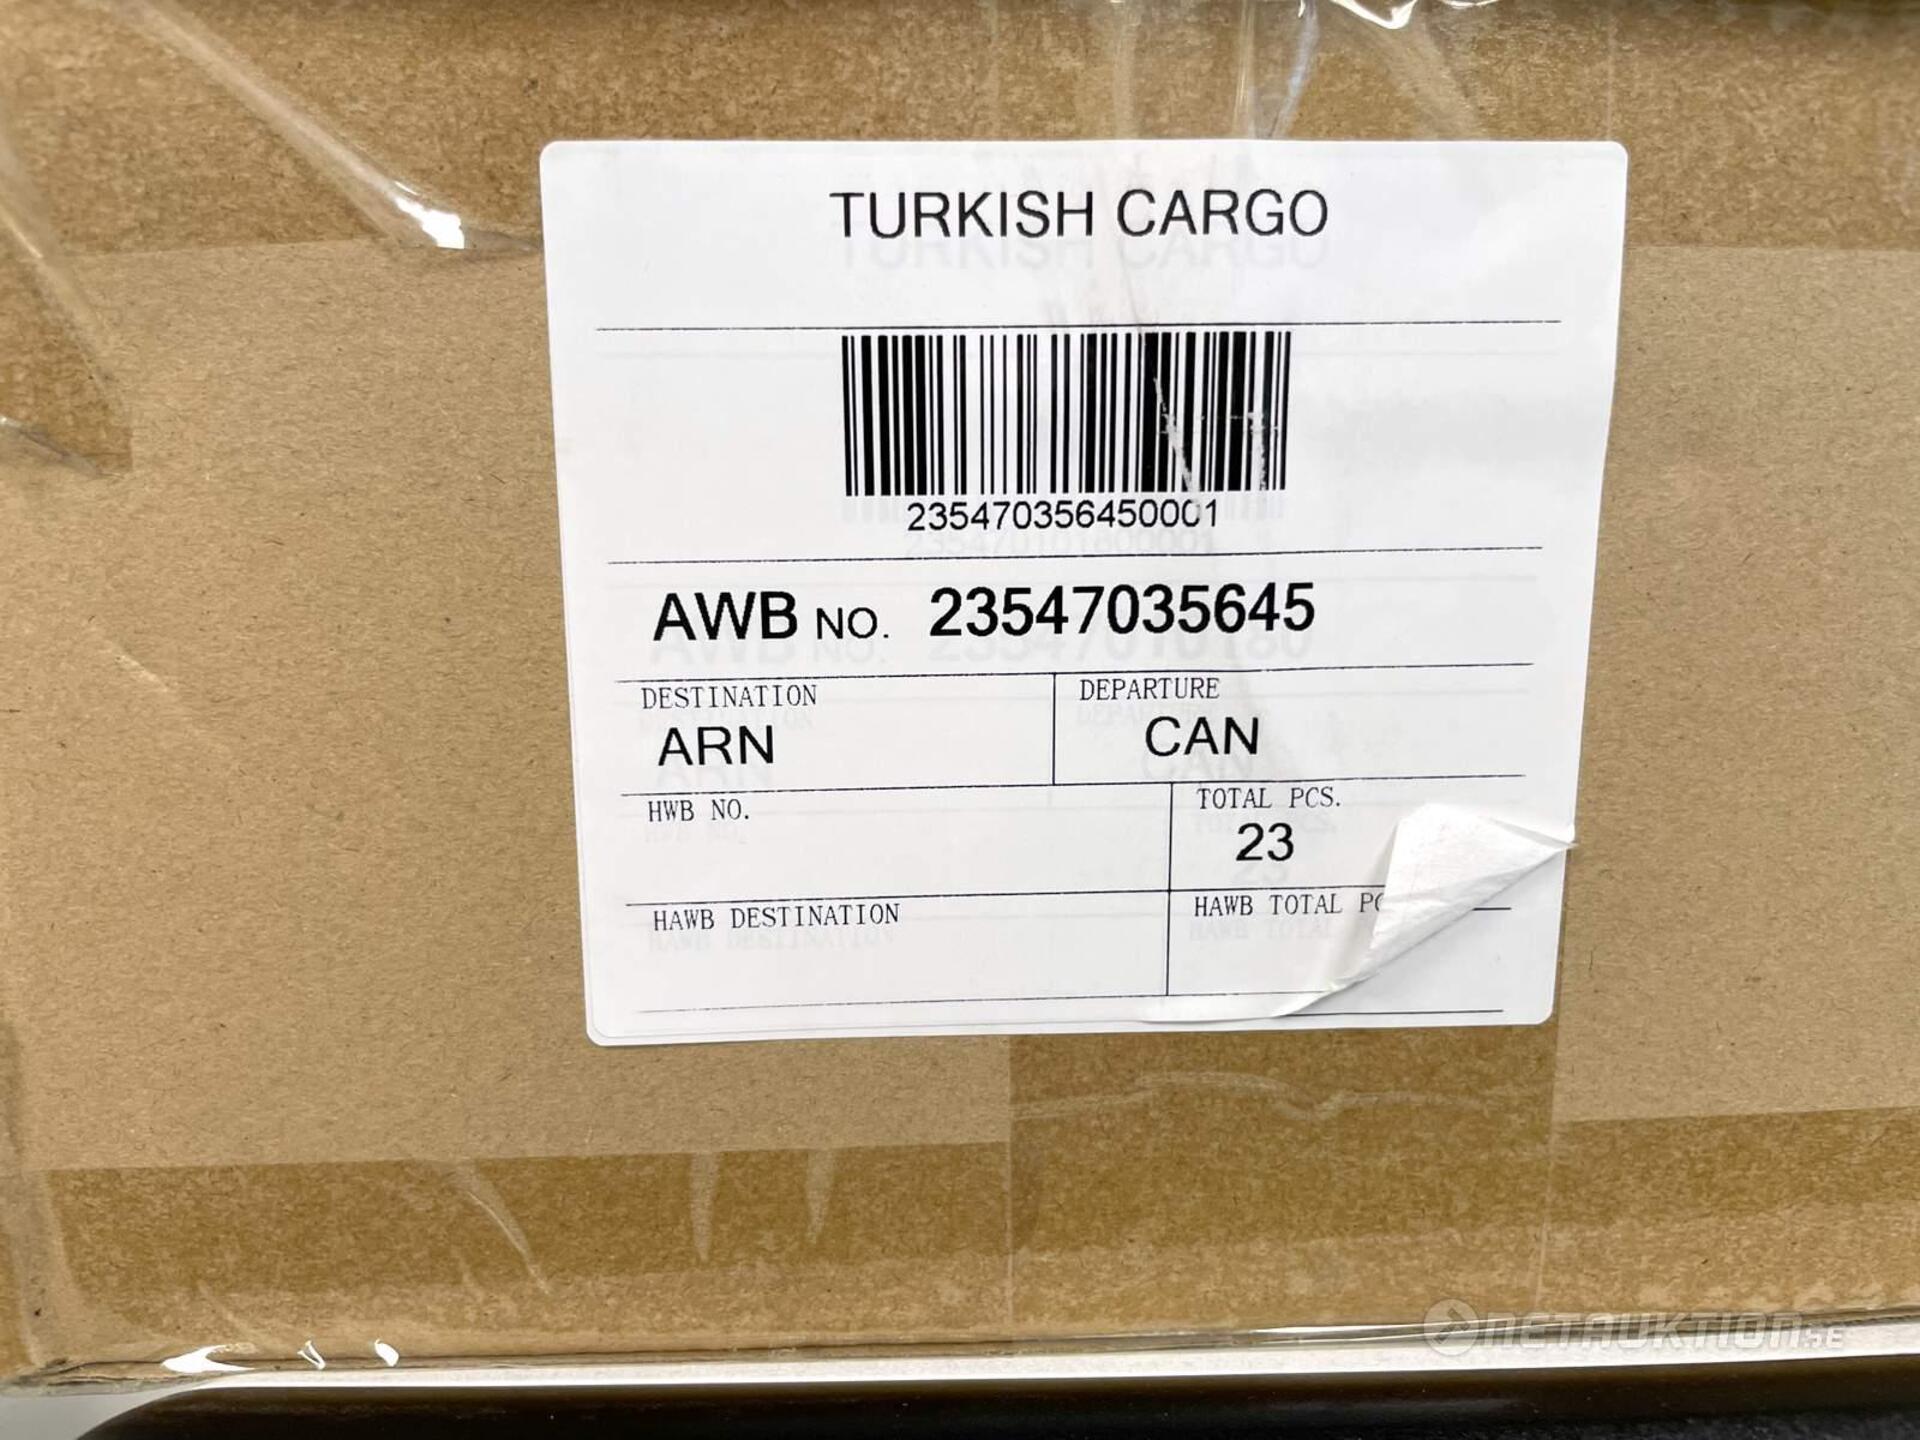 TURKISH CARGO
235470356450001
AWB NO. 23547035645
DESTINATION
ARN
DEPARTURE
CAN
HWB NO.
TOTAL PCS.
23
HAWB DESTINATION
HAWB TOTAL
NETAUKTION.SE